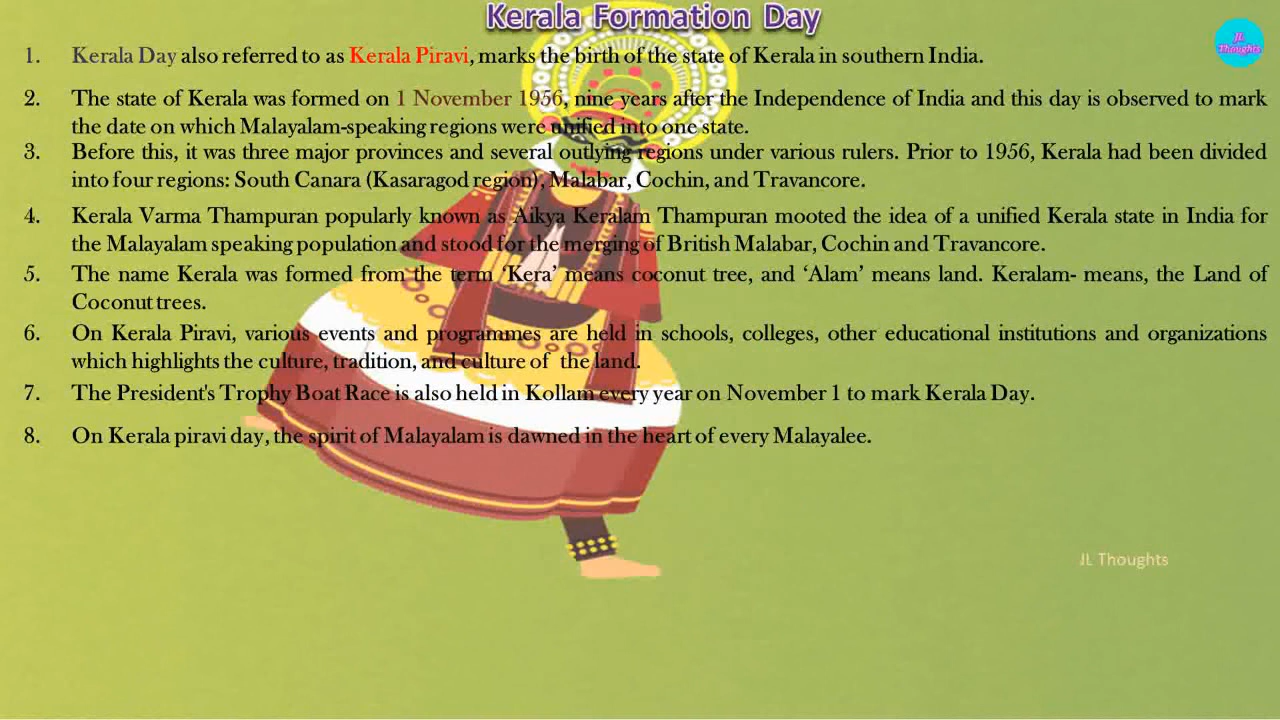 Kerala Formation Day
JL
Thoughts
1. Kerala Day also referred to as Kerala Piravi, marks the birth of the state of Kerala in southern India.
2. The state of Kerala was formed on 1 November 1956, nine years after the Independence of India and this day is observed to mark
the date on which Malayalam-speaking regions were unified into one state.
3. Before this, it was three major provinces and several outlying regions under various rulers. Prior to 1956, Kerala had been divided
into four regions: South Canara (Kasaragod region), Malabar, Cochin, and Travancore.
4. Kerala Varma Thampuran popularly known as Aikya Keralam Thampuran mooted the idea of a unified Kerala state in India for
the Malayalam speaking population and stood for the merging of British Malabar, Cochin and Travancore.
5. The name Kerala was formed from the term ‘Kera’ means coconut tree, and ‘Alam’ means land. Keralam- means, the Land of
Coconut trees.
6. On Kerala Piravi, various events and programmes are held in schools, colleges, other educational institutions and organizations
which highlights the culture, tradition, and culture of the land.
7. The President's Trophy Boat Race is also held in Kollam every year on November 1 to mark Kerala Day.
8. On Kerala piravi day, the spirit of Malayalam is dawned in the heart of every Malayalee.
JL Thoughts